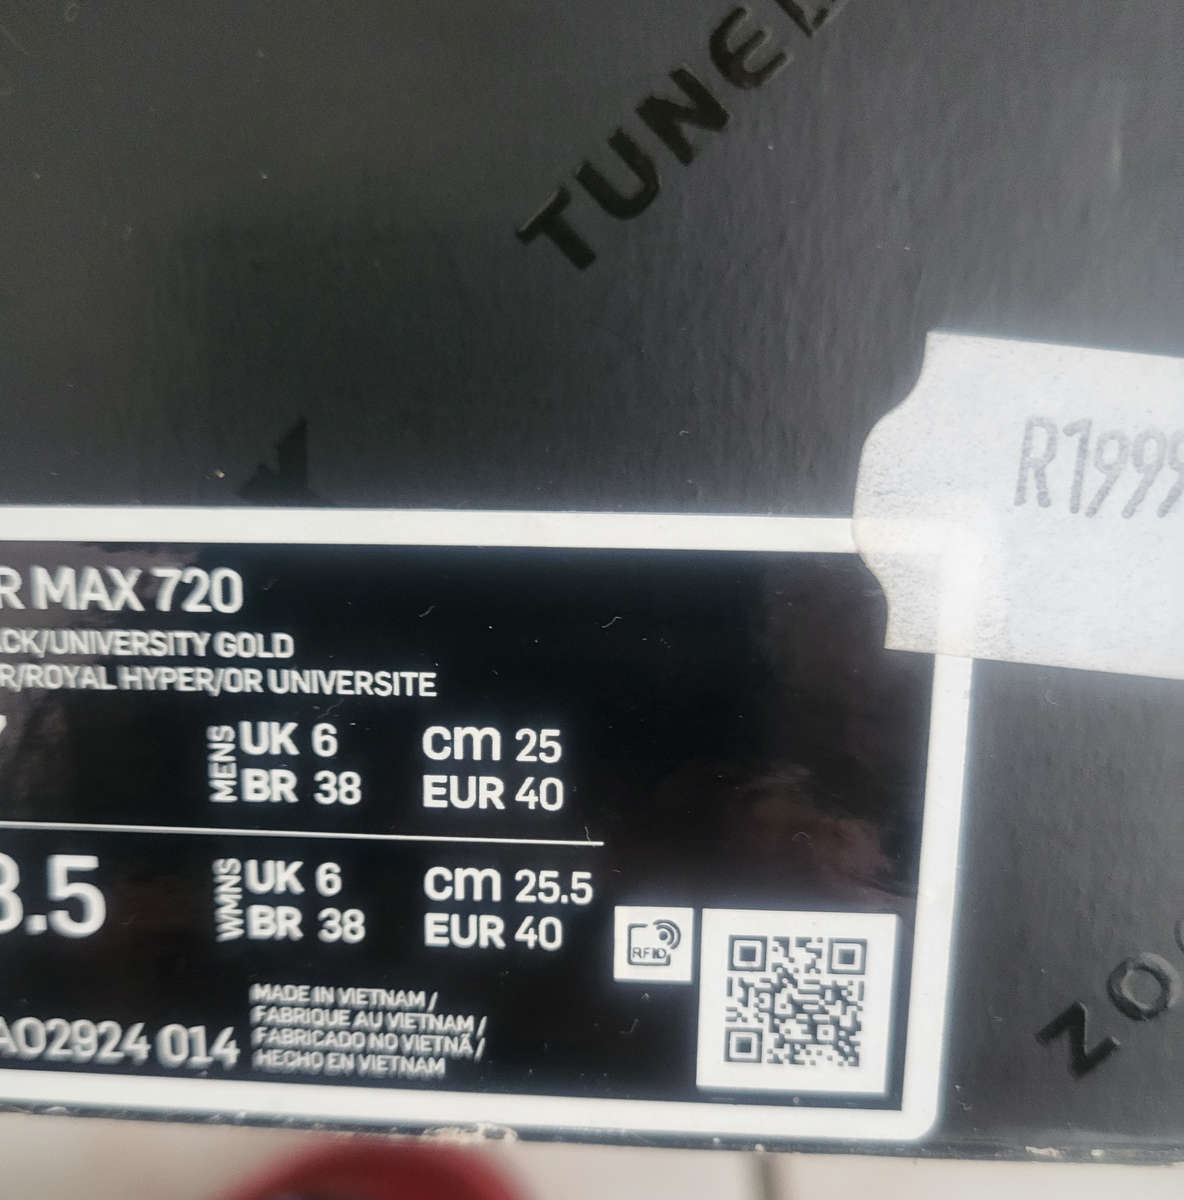 TUNE
R1999
R MAX 720
CK/UNIVERSITY GOLD
R/ROYAL HYPER/OR UNIVERSITE
MENS UK 6 cm 25
BR 38 EUR 40
8.5 WMNS UK 6 cm 25.5
BR 38 EUR 40
RFID
MADE IN VIETNAM /
FABRIQUE AU VIETNAM /
FABRICADO NO VIETNÃ /
HECHO EN VIETNAM
AO2924 014
ZO